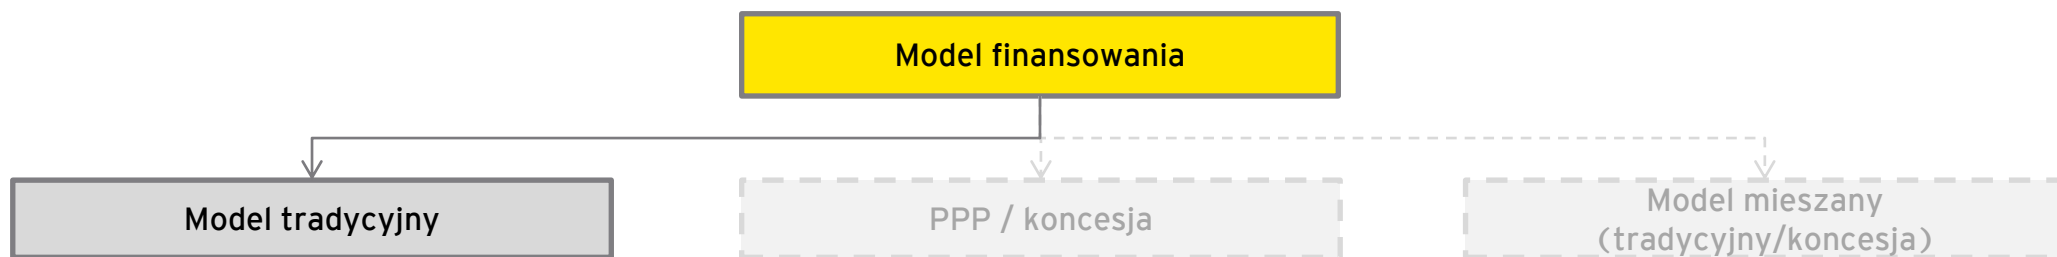 Model finansowania
Model tradycyjny
PPP / koncesja
Model mieszany
(tradycyjny/koncesja)